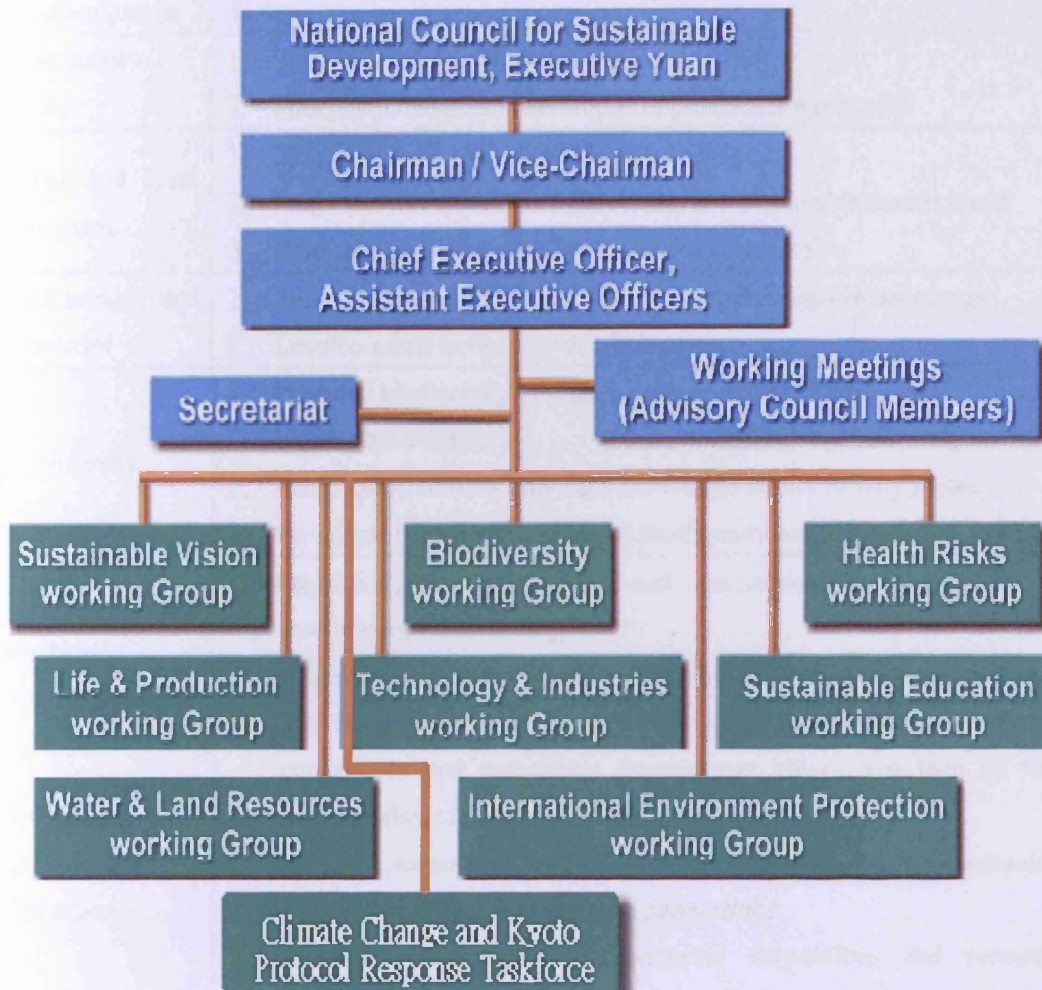 National Council for Sustainable
Development, Executive Yuan
Chairman / Vice-Chairman
Chief Executive Officer,
Assistant Executive Officers
Working Meetings
(Advisory Council Members)
Secretariat
Sustainable Vision
working Group
Biodiversity
working Group
Health Risks
working Group
Life & Production
working Group
Technology & Industries
working Group
Sustainable Education
working Group
Water & Land Resources
working Group
International Environment Protection
working Group
Climate Change and Kyoto
Protocol Response Taskforce